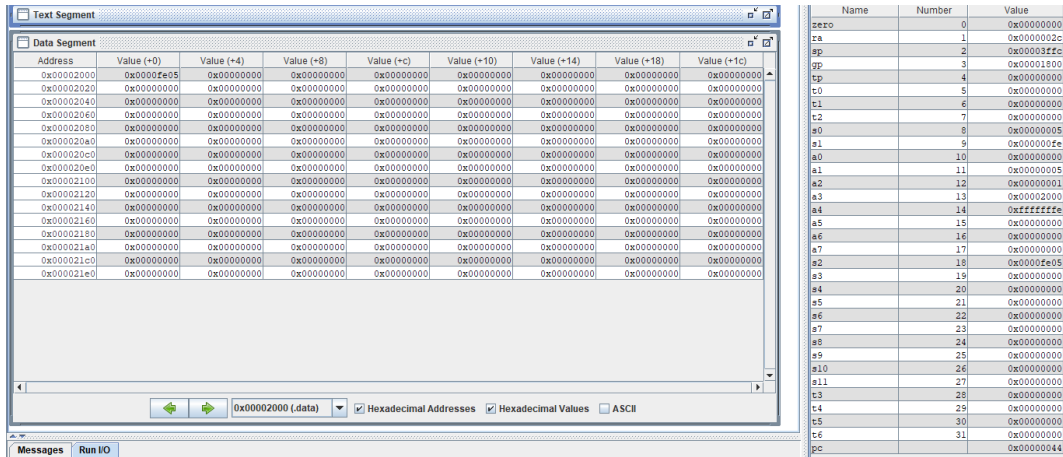 Text Segment
Data Segment
Address Value (+0) Value (+4) Value (+8) Value (+c) Value (+10) Value (+14) Value (+18) Value (+1c)
0x00002000 0x0000fe05 0x00000000 0x00000000 0x00000000 0x00000000 0x00000000 0x00000000 0x00000000
0x00002020 0x00000000 0x00000000 0x00000000 0x00000000 0x00000000 0x00000000 0x00000000 0x00000000
0x00002040 0x00000000 0x00000000 0x00000000 0x00000000 0x00000000 0x00000000 0x00000000 0x00000000
0x00002060 0x00000000 0x00000000 0x00000000 0x00000000 0x00000000 0x00000000 0x00000000 0x00000000
0x00002080 0x00000000 0x00000000 0x00000000 0x00000000 0x00000000 0x00000000 0x00000000 0x00000000
0x000020a0 0x00000000 0x00000000 0x00000000 0x00000000 0x00000000 0x00000000 0x00000000 0x00000000
0x000020c0 0x00000000 0x00000000 0x00000000 0x00000000 0x00000000 0x00000000 0x00000000 0x00000000
0x000020e0 0x00000000 0x00000000 0x00000000 0x00000000 0x00000000 0x00000000 0x00000000 0x00000000
0x00002100 0x00000000 0x00000000 0x00000000 0x00000000 0x00000000 0x00000000 0x00000000 0x00000000
0x00002120 0x00000000 0x00000000 0x00000000 0x00000000 0x00000000 0x00000000 0x00000000 0x00000000
0x00002140 0x00000000 0x00000000 0x00000000 0x00000000 0x00000000 0x00000000 0x00000000 0x00000000
0x00002160 0x00000000 0x00000000 0x00000000 0x00000000 0x00000000 0x00000000 0x00000000 0x00000000
0x00002180 0x00000000 0x00000000 0x00000000 0x00000000 0x00000000 0x00000000 0x00000000 0x00000000
0x000021a0 0x00000000 0x00000000 0x00000000 0x00000000 0x00000000 0x00000000 0x00000000 0x00000000
0x000021c0 0x00000000 0x00000000 0x00000000 0x00000000 0x00000000 0x00000000 0x00000000 0x00000000
0x000021e0 0x00000000 0x00000000 0x00000000 0x00000000 0x00000000 0x00000000 0x00000000 0x00000000
0x00002000 (.data) Hexadecimal Addresses Hexadecimal Values ASCII
Messages Run I/O
Name Number Value
zero 0 0x00000000
ra 1 0x0000002c
sp 2 0x00003ffc
gp 3 0x00001800
tp 4 0x00000000
t0 5 0x00000000
t1 6 0x00000000
t2 7 0x00000000
s0 8 0x00000005
s1 9 0x000000fe
a0 10 0x00000000
a1 11 0x00000005
a2 12 0x00000001
a3 13 0x00002000
a4 14 0xfffffffe
a5 15 0x00000000
a6 16 0x00000000
a7 17 0x00000000
s2 18 0x0000fe05
s3 19 0x00000000
s4 20 0x00000000
s5 21 0x00000000
s6 22 0x00000000
s7 23 0x00000000
s8 24 0x00000000
s9 25 0x00000000
s10 26 0x00000000
s11 27 0x00000000
t3 28 0x00000000
t4 29 0x00000000
t5 30 0x00000000
t6 31 0x00000000
pc 0x00000044